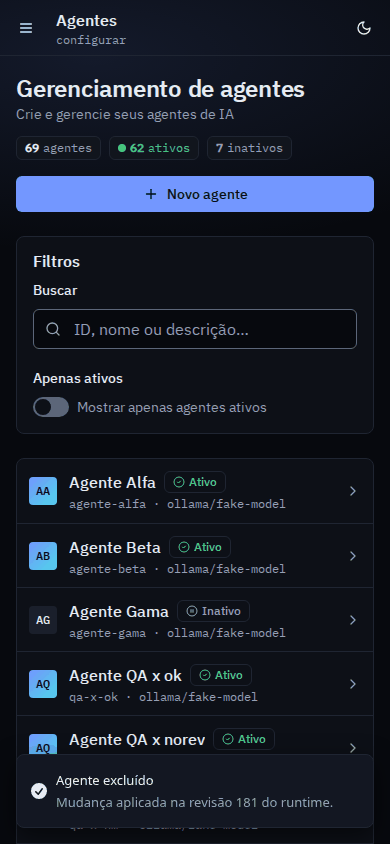 Agentes
configurar
Gerenciamento de agentes
Crie e gerencie seus agentes de IA
69 agentes
62 ativos
7 inativos
Novo agente
Filtros
Buscar
ID, nome ou descrição...
Apenas ativos
Mostrar apenas agentes ativos
AA
Agente Alfa
Ativo
agente-alfa · ollama/fake-model
AB
Agente Beta
Ativo
agente-beta · ollama/fake-model
AG
Agente Gama
Inativo
agente-gama · ollama/fake-model
AQ
Agente QA x ok
Ativo
qa-x-ok · ollama/fake-model
AQ
Agente QA x norev
Ativo
Agente excluído
Mudança aplicada na revisão 181 do runtime.